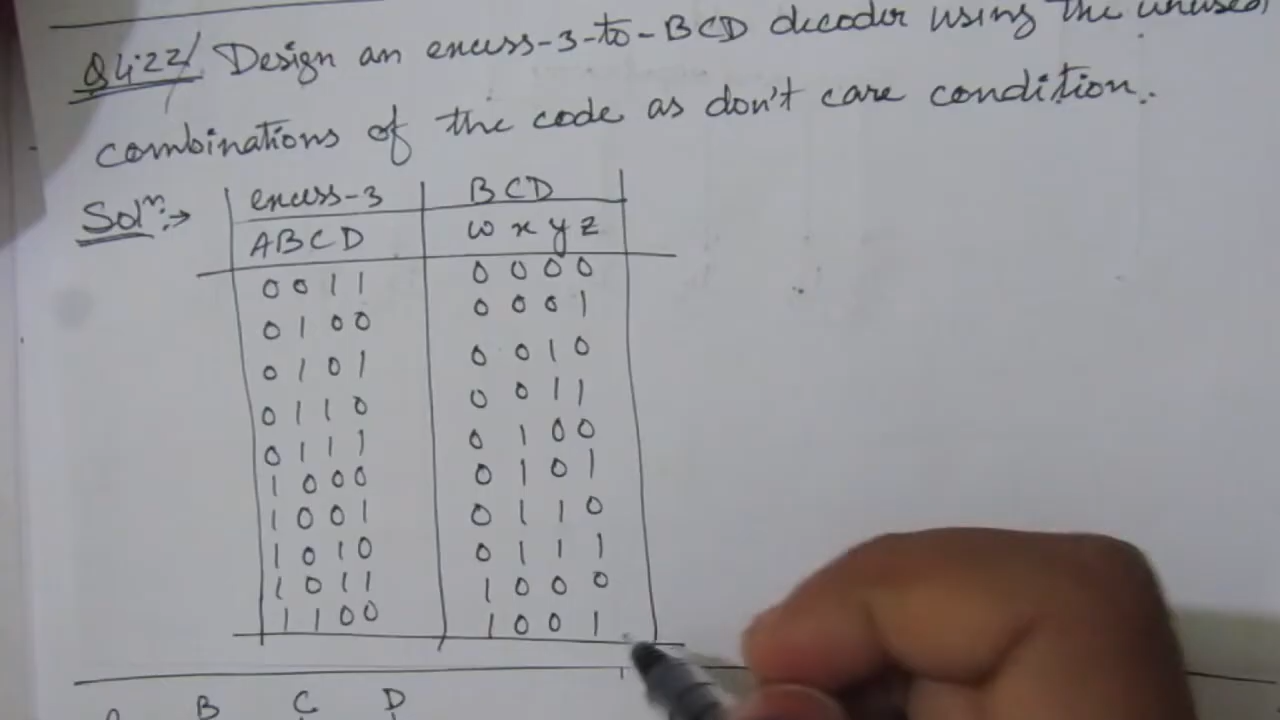 Q4.22/ Design an excess-3-to-BCD decoder using the unused
combinations of the code as don't care condition.
Solⁿ:→
excess-3 BCD
ABCD w x y z
0011 0000
0100 0001
0101 0010
0110 0011
0111 0100
1000 0101
1001 0110
1010 0111
1011 1000
1100 1001
B C D